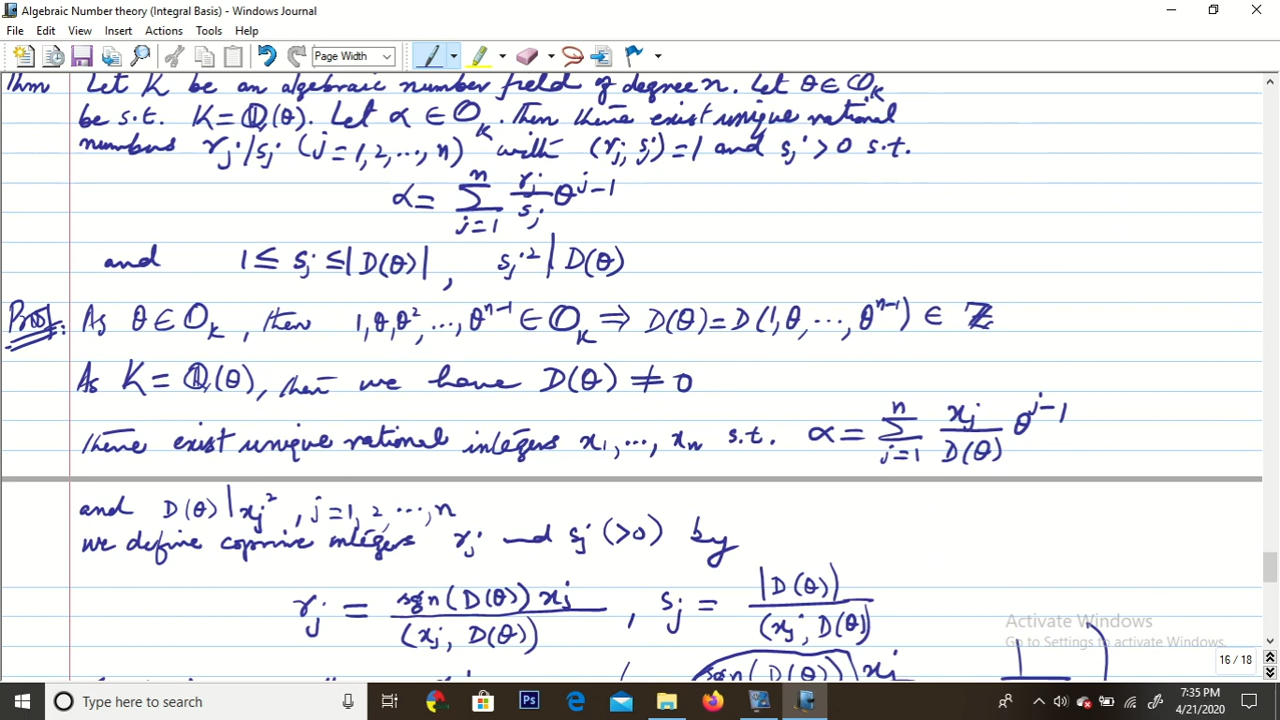 Algebraic Number theory (Integral Basis) - Windows Journal
File Edit View Insert Actions Tools Help
Page Width
Thm Let K be an algebraic number field of degree n. Let θ ∈ O_K
be s.t. K = ℚ(θ). Let α ∈ O_K. Then there exist unique rational
numbers r_j/s_j (j=1,2,...,n) with (r_j, s_j)=1 and s_j > 0 s.t.
α = ∑_{j=1}^{n} r_j/s_j θ^{j-1}
and 1 ≤ s_j ≤ |D(θ)|, s_j² | D(θ)
Proof: As θ ∈ O_K, then 1, θ, θ², ..., θ^{n-1} ∈ O_K ⇒ D(θ) = D(1, θ, ..., θ^{n-1}) ∈ ℤ
As K = ℚ(θ), then we have D(θ) ≠ 0
There exist unique rational integers x_1, ..., x_n s.t. α = ∑_{j=1}^{n} x_j/D(θ) θ^{j-1}
and D(θ) | x_j², j=1, 2, ..., n
we define coprime integers r_j and s_j (>0) by
r_j = sgn(D(θ)) x_j / (x_j, D(θ)), s_j = |D(θ)| / (x_j, D(θ))
sgn(D(θ)) x_j
Activate Windows
Go to Settings to activate Windows.
16 / 18
Type here to search
7:35 PM
4/21/2020